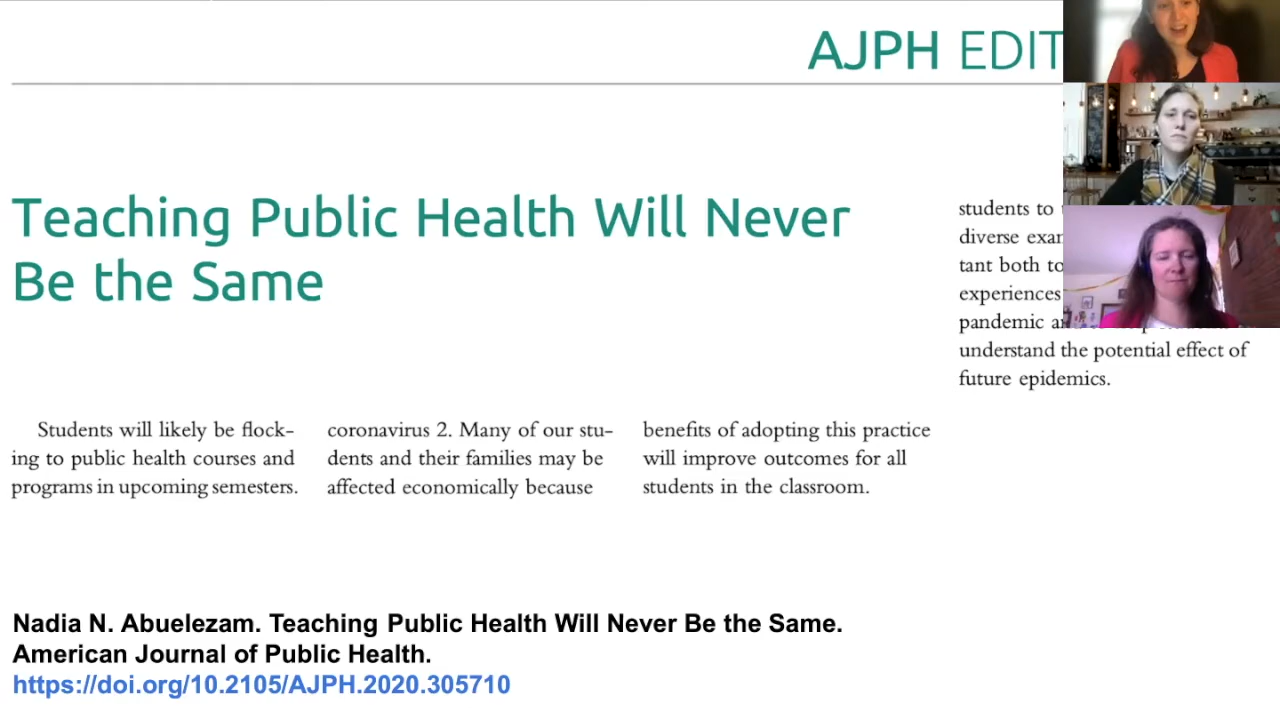 AJPH EDIT
Teaching Public Health Will Never
Be the Same
Students will likely be flock-
ing to public health courses and
programs in upcoming semesters.
coronavirus 2. Many of our stu-
dents and their families may be
affected economically because
benefits of adopting this practice
will improve outcomes for all
students in the classroom.
students to
diverse exa
tant both to
experiences
pandemic a
understand the potential effect of
future epidemics.
Nadia N. Abuelezam. Teaching Public Health Will Never Be the Same.
American Journal of Public Health.
https://doi.org/10.2105/AJPH.2020.305710